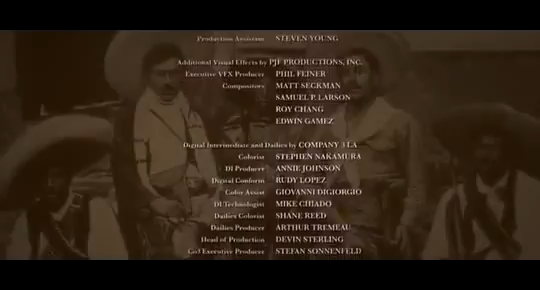 Production Assistant STEVEN YOUNG
Additional Visual Effects by PJF PRODUCTIONS, INC.
Executive VFX Producer PHIL FEINER
Compositors MATT SECKMAN
SAMUEL P. LARSON
ROY CHANG
EDWIN GAMEZ
Digital Intermediate and Dailies by COMPANY 3 LA
Colorist STEPHEN NAKAMURA
DI Producer ANNIE JOHNSON
Digital Conform RUDY LOPEZ
Color Assist GIOVANNI DIGIORGIO
DI Technologist MIKE CHIADO
Dailies Colorist SHANE REED
Dailies Producer ARTHUR TREMEAU
Head of Production DEVIN STERLING
Co3 Executive Producer STEFAN SONNENFELD